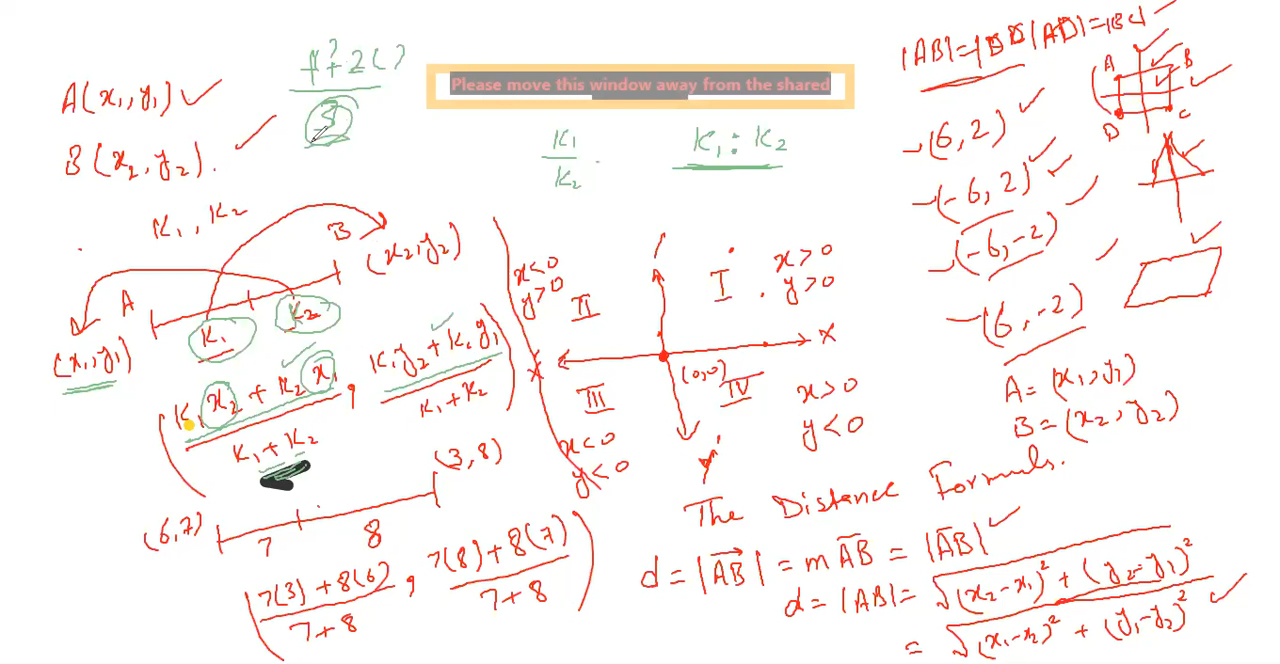 A(x₁, y₁) ✓
B(x₂, y₂). ✓
1? + 2( )
3
Please move this window away from the shared
K₁
K₂
K₁ : K₂
K₁, K₂
A
B
(x₂, y₂)
K₁
K₂
(x₁, y₁)
(K₁x₂ + K₂x₁ , K₁y₂ + K₂y₁)
K₁ + K₂
K₁ + K₂
(6, 7)
(3, 8)
7
8
(7(3) + 8(6) , 7(8) + 8(7))
7 + 8
7 + 8
x<0
y>0
II
I
x>0
y>0
X
X
(0,0)
III
IV
x<0
y<0
x>0
y<0
Y'
|AB|=|DC| |AD|=|BC| ✓
A
B
D
C
-(6, 2) ✓
-(-6, 2) ✓
-(-6, -2)
-(6, -2)
A = (x₁, y₁)
B = (x₂, y₂)
The Distance Formula.
d = |AB| = mAB = |AB| ✓
d = |AB| = √(x₂-x₁)² + (y₂-y₁)²
= √(x₁-x₂)² + (y₁-y₂)² ✓